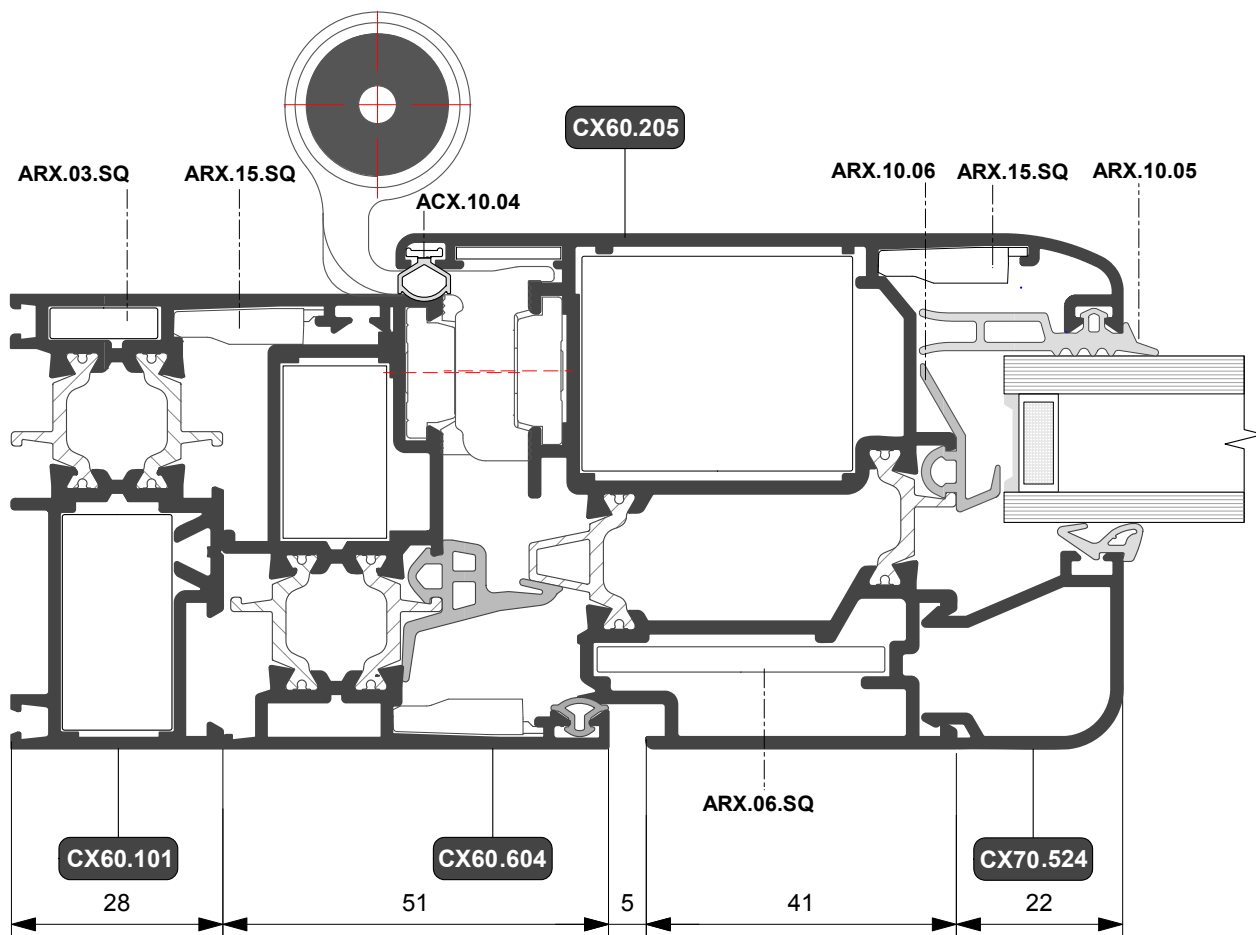 CX60.205
ARX.03.SQ
ARX.15.SQ
ARX.10.06
ARX.15.SQ
ARX.10.05
ACX.10.04
ARX.06.SQ
CX60.101
CX60.604
CX70.524
28
51
5
41
22